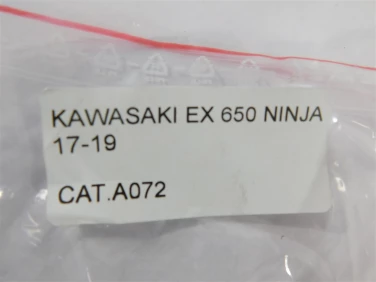 KAWASAKI EX 650 NINJA
17-19
CAT.A072